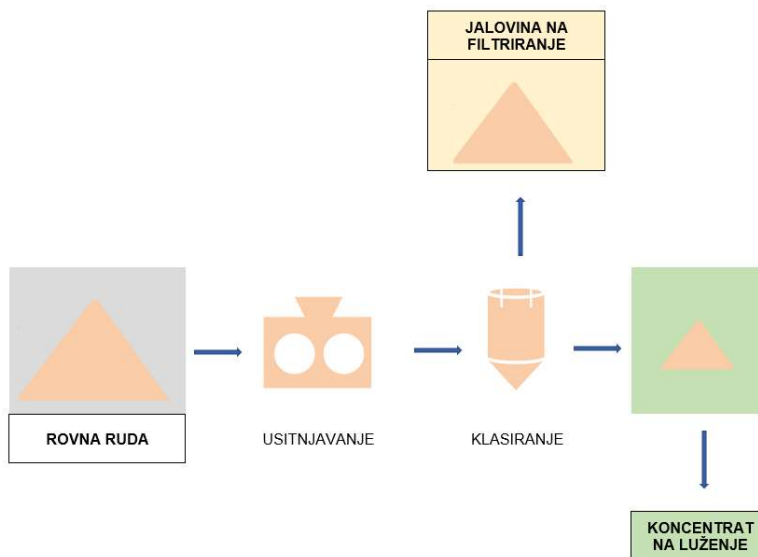 JALOVINA NA
FILTRIRANJE
ROVNA RUDA
USITNJAVANJE
KLASIRANJE
KONCENTRAT
NA LUŽENJE